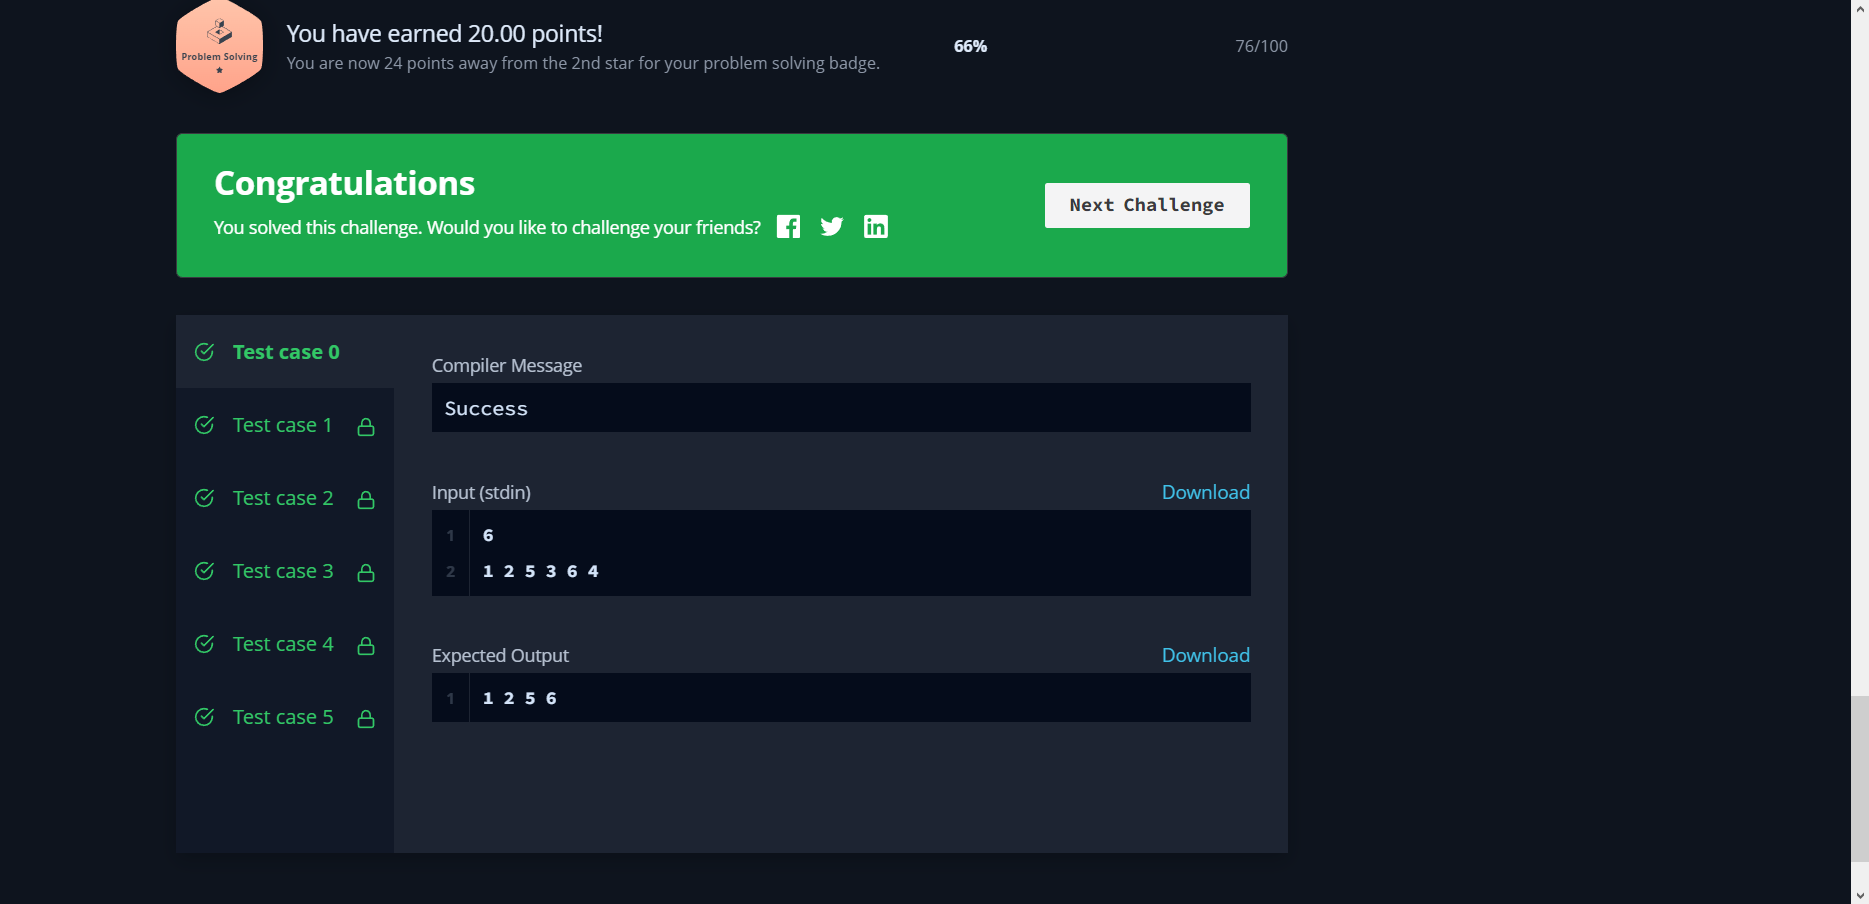 Problem Solving
You have earned 20.00 points!
You are now 24 points away from the 2nd star for your problem solving badge.
66%
76/100
Congratulations
You solved this challenge. Would you like to challenge your friends?
Next Challenge
Test case 0
Test case 1
Test case 2
Test case 3
Test case 4
Test case 5
Compiler Message
Success
Input (stdin)
Download
1 6
2 1 2 5 3 6 4
Expected Output
Download
1 1 2 5 6